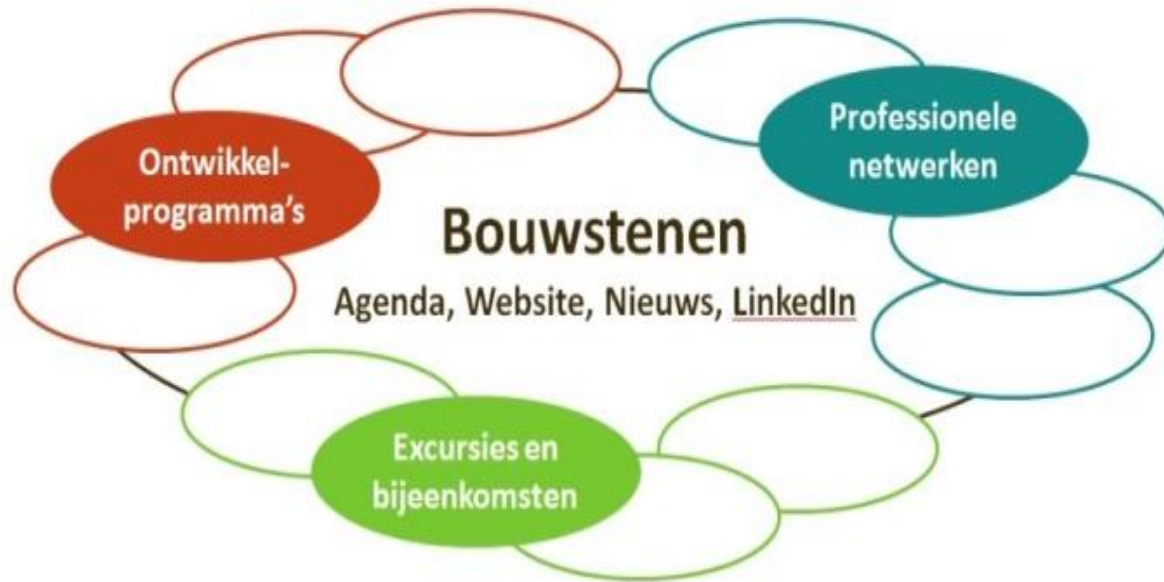 Ontwikkel-
programma's
Professionele
netwerken
Bouwstenen
Agenda, Website, Nieuws, LinkedIn
Excursies en
bijeenkomsten